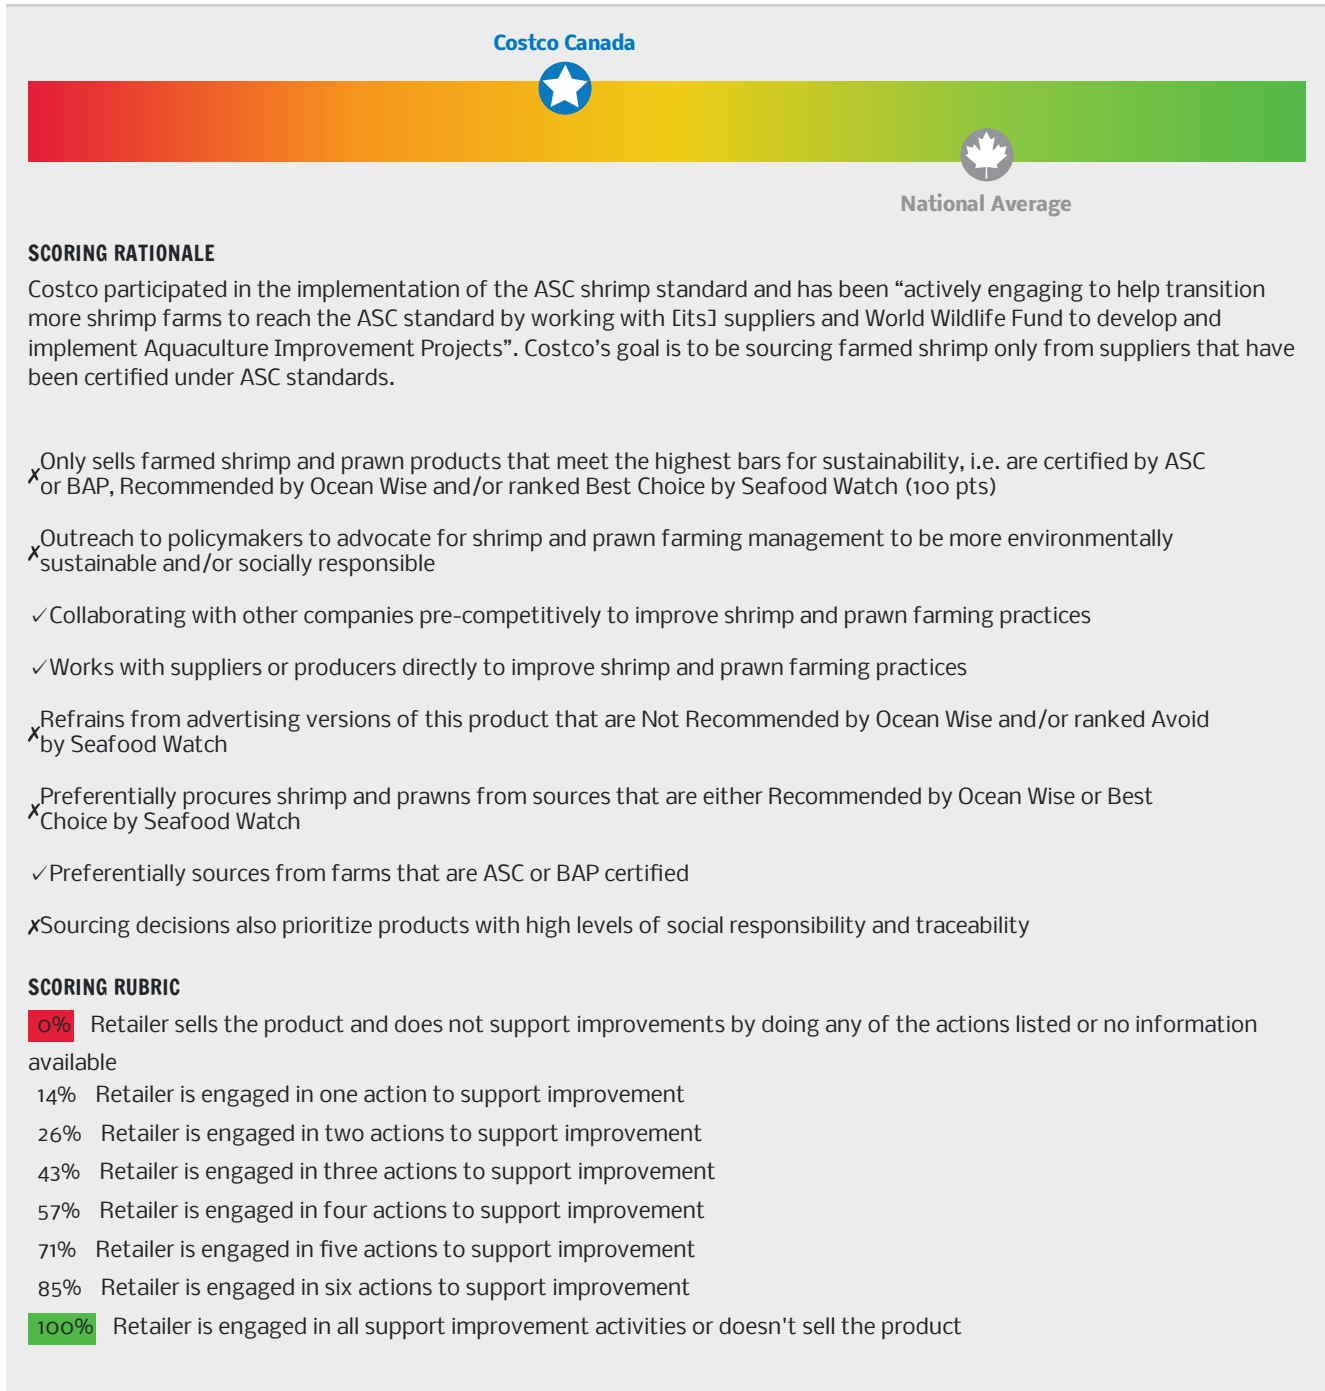 Costco Canada
National Average
SCORING RATIONALE
Costco participated in the implementation of the ASC shrimp standard and has been “actively engaging to help transition
more shrimp farms to reach the ASC standard by working with [its] suppliers and World Wildlife Fund to develop and
implement Aquaculture Improvement Projects”. Costco’s goal is to be sourcing farmed shrimp only from suppliers that have
been certified under ASC standards.
✗Only sells farmed shrimp and prawn products that meet the highest bars for sustainability, i.e. are certified by ASC
or BAP, Recommended by Ocean Wise and/or ranked Best Choice by Seafood Watch (100 pts)
✗Outreach to policymakers to advocate for shrimp and prawn farming management to be more environmentally
sustainable and/or socially responsible
✓Collaborating with other companies pre-competitively to improve shrimp and prawn farming practices
✓Works with suppliers or producers directly to improve shrimp and prawn farming practices
✗Refrains from advertising versions of this product that are Not Recommended by Ocean Wise and/or ranked Avoid
by Seafood Watch
✗Preferentially procures shrimp and prawns from sources that are either Recommended by Ocean Wise or Best
Choice by Seafood Watch
✓Preferentially sources from farms that are ASC or BAP certified
✗Sourcing decisions also prioritize products with high levels of social responsibility and traceability
SCORING RUBRIC
0% Retailer sells the product and does not support improvements by doing any of the actions listed or no information
available
14% Retailer is engaged in one action to support improvement
26% Retailer is engaged in two actions to support improvement
43% Retailer is engaged in three actions to support improvement
57% Retailer is engaged in four actions to support improvement
71% Retailer is engaged in five actions to support improvement
85% Retailer is engaged in six actions to support improvement
100% Retailer is engaged in all support improvement activities or doesn't sell the product